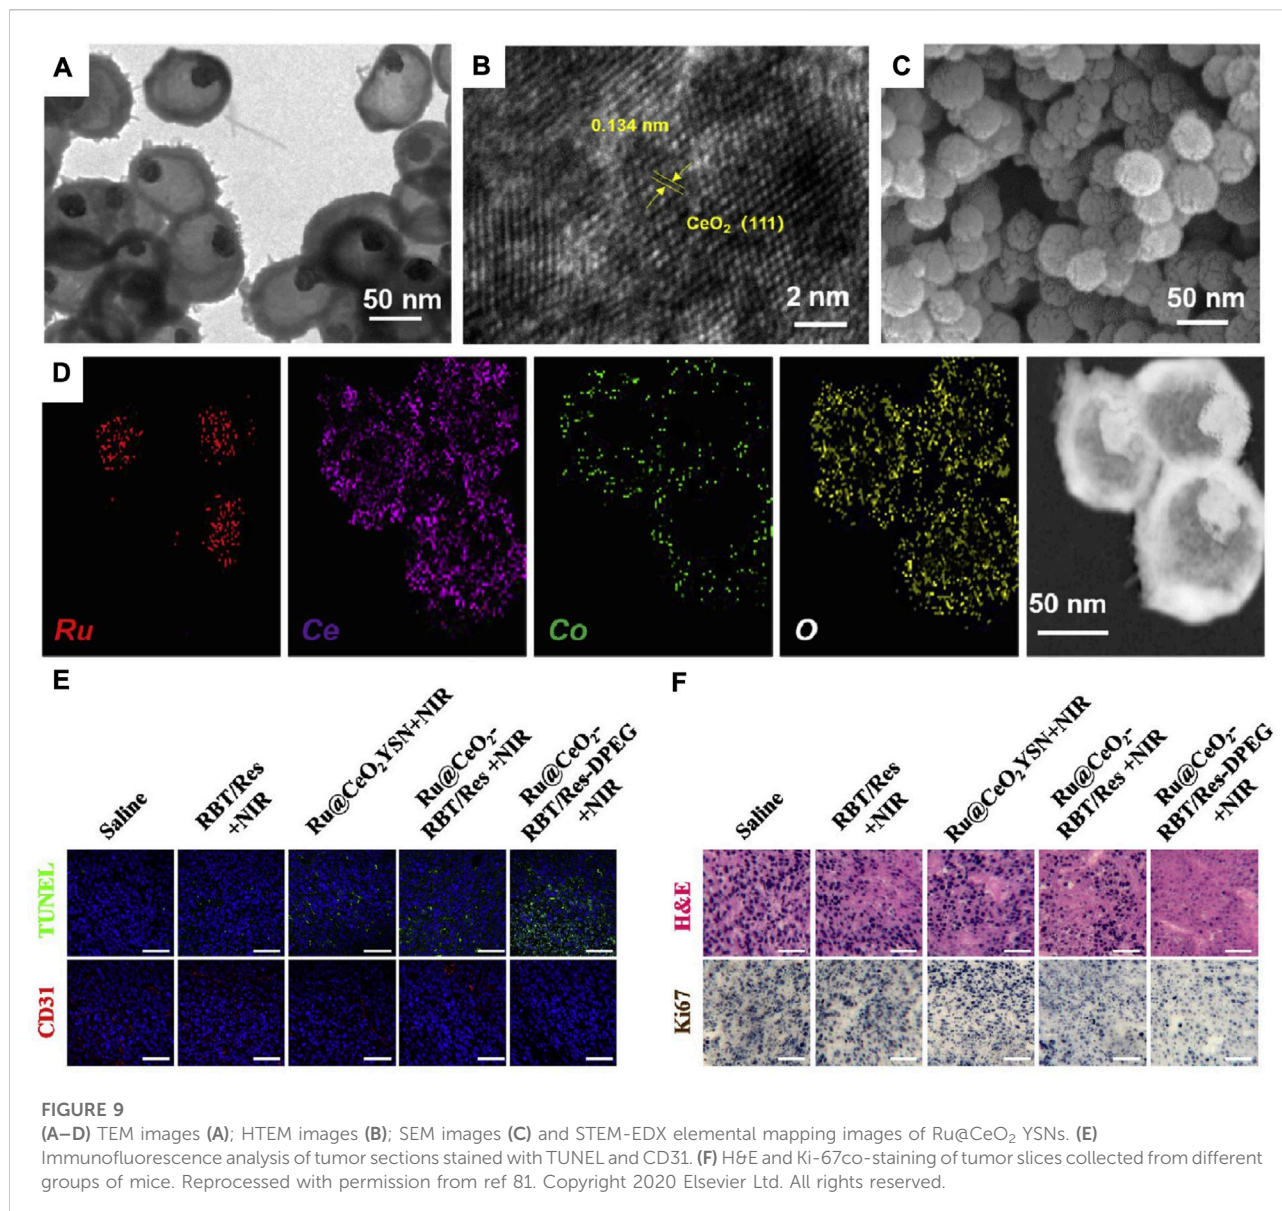 A
50 nm
B
0.134 nm
CeO₂ (111)
2 nm
C
50 nm
D
Ru
Ce
Co
O
50 nm
E
Saline
RBT/Res
+NIR
Ru@CeO₂YSN+NIR
Ru@CeO₂-
RBT/Res +NIR
Ru@CeO₂-
RBT/Res-DPEG
+NIR
TUNEL
CD31
F
Saline
RBT/Res
+NIR
Ru@CeO₂YSN+NIR
Ru@CeO₂-
RBT/Res +NIR
Ru@CeO₂-
RBT/Res-DPEG
+NIR
H&E
Ki67
FIGURE 9
(A–D) TEM images (A); HTEM images (B); SEM images (C) and STEM-EDX elemental mapping images of Ru@CeO₂ YSNs. (E)
Immunofluorescence analysis of tumor sections stained with TUNEL and CD31. (F) H&E and Ki-67co-staining of tumor slices collected from different
groups of mice. Reprocessed with permission from ref 81. Copyright 2020 Elsevier Ltd. All rights reserved.